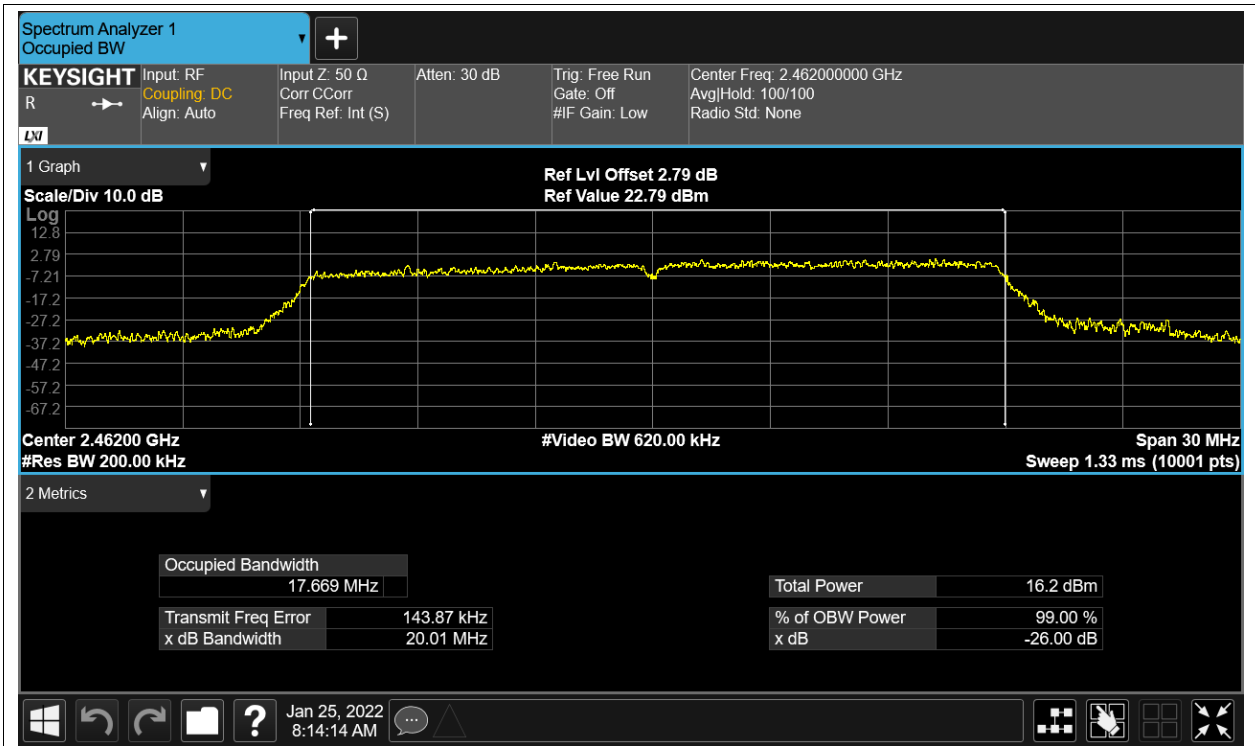 Spectrum Analyzer 1
Occupied BW
KEYSIGHT
R
LXI
Input: RF
Coupling: DC
Align: Auto
Input Z: 50 Ω
Corr CCorr
Freq Ref: Int (S)
Atten: 30 dB
Trig: Free Run
Gate: Off
#IF Gain: Low
Center Freq: 2.462000000 GHz
Avg|Hold: 100/100
Radio Std: None
1 Graph
Scale/Div 10.0 dB
Ref Lvl Offset 2.79 dB
Ref Value 22.79 dBm
Log
12.8
2.79
-7.21
-17.2
-27.2
-37.2
-47.2
-57.2
-67.2
Center 2.46200 GHz
#Video BW 620.00 kHz
Span 30 MHz
#Res BW 200.00 kHz
Sweep 1.33 ms (10001 pts)
2 Metrics
Occupied Bandwidth
17.669 MHz
Transmit Freq Error 143.87 kHz
x dB Bandwidth 20.01 MHz
Total Power 16.2 dBm
% of OBW Power 99.00 %
x dB -26.00 dB
?
Jan 25, 2022
8:14:14 AM